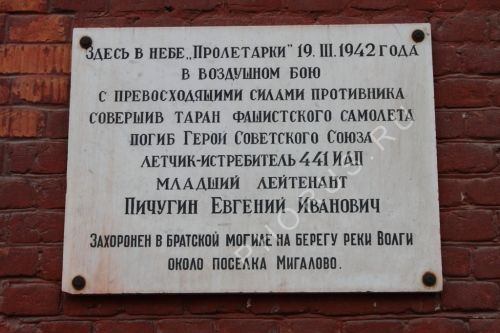 Здесь в небе „Пролетарки" 19. III. 1942 года
в воздушном бою
с превосходящими силами противника
совершив таран фашистского самолета
погиб Герой Советского Союза
летчик-истребитель 441 ИАП
младший лейтенант
Пичугин Евгений Иванович
Захоронен в братской могиле на берегу реки Волги
около поселка Мигалово.
PHOTORUS.RU